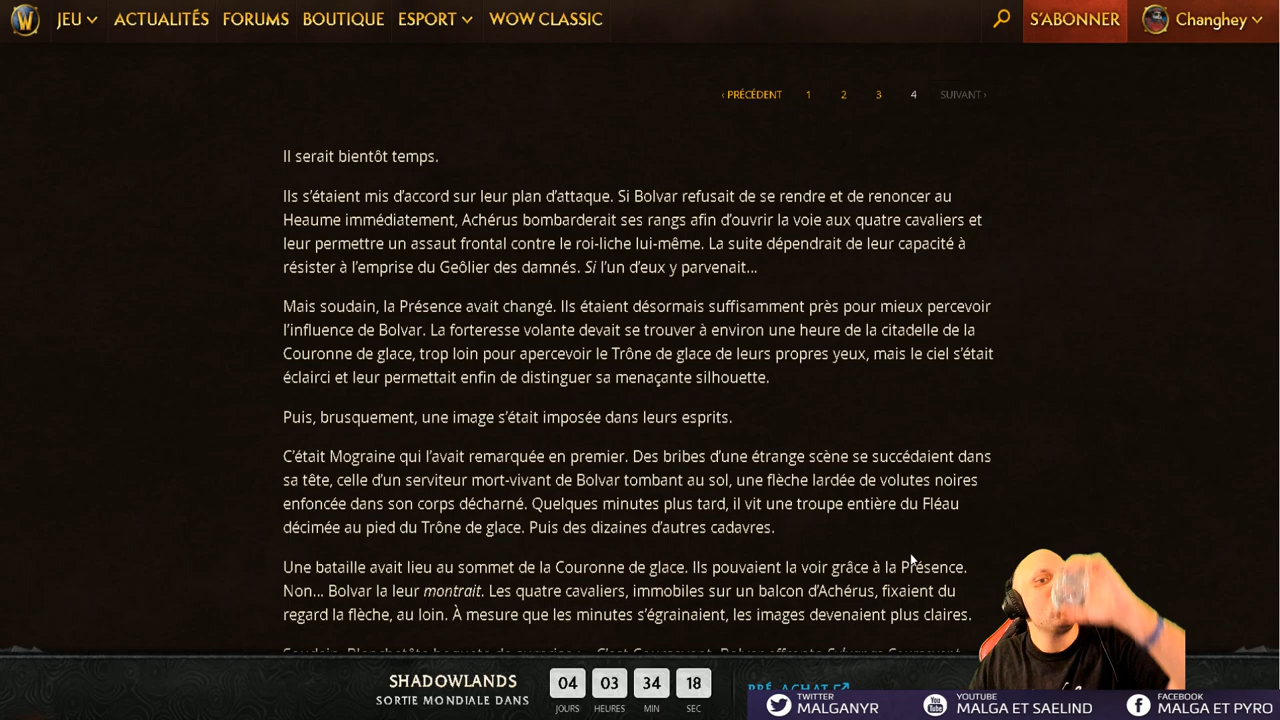 W JEU ACTUALITÉS FORUMS BOUTIQUE ESPORT WOW CLASSIC S'ABONNER Changhey
‹ PRÉCÉDENT 1 2 3 4 SUIVANT ›
Il serait bientôt temps.
Ils s'étaient mis d'accord sur leur plan d'attaque. Si Bolvar refusait de se rendre et de renoncer au
Heaume immédiatement, Achérus bombarderait ses rangs afin d'ouvrir la voie aux quatre cavaliers et
leur permettre un assaut frontal contre le roi-liche lui-même. La suite dépendrait de leur capacité à
résister à l'emprise du Geôlier des damnés. Si l'un d'eux y parvenait...
Mais soudain, la Présence avait changé. Ils étaient désormais suffisamment près pour mieux percevoir
l'influence de Bolvar. La forteresse volante devait se trouver à environ une heure de la citadelle de la
Couronne de glace, trop loin pour apercevoir le Trône de glace de leurs propres yeux, mais le ciel s'était
éclairci et leur permettait enfin de distinguer sa menaçante silhouette.
Puis, brusquement, une image s'était imposée dans leurs esprits.
C'était Mograine qui l'avait remarquée en premier. Des bribes d'une étrange scène se succédaient dans
sa tête, celle d'un serviteur mort-vivant de Bolvar tombant au sol, une flèche lardée de volutes noires
enfoncée dans son corps décharné. Quelques minutes plus tard, il vit une troupe entière du Fléau
décimée au pied du Trône de glace. Puis des dizaines d'autres cadavres.
Une bataille avait lieu au sommet de la Couronne de glace. Ils pouvaient la voir grâce à la Présence.
Non... Bolvar la leur montrait. Les quatre cavaliers, immobiles sur un balcon d'Achérus, fixaient du
regard la flèche, au loin. À mesure que les minutes s'égrainaient, les images devenaient plus claires.
SHADOWLANDS
SORTIE MONDIALE DANS
04 03 34 18
JOURS HEURES MIN SEC
PRÉ-ACHAT
TWITTER
MALGANYR
YOUTUBE
MALGA ET SAELIND
FACEBOOK
MALGA ET PYRO